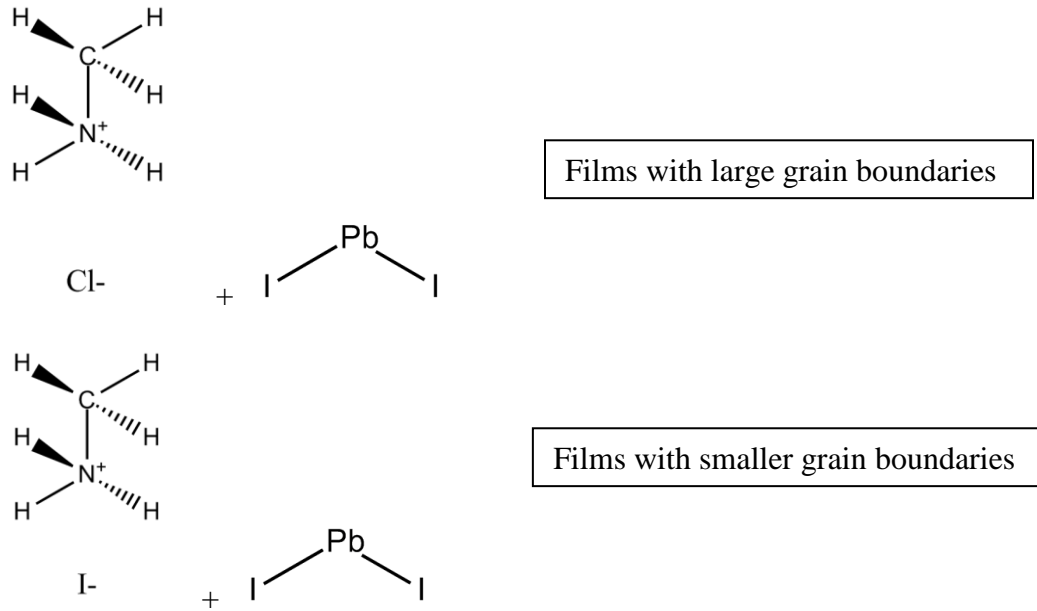 H H
C
H H
N+
H H
Films with large grain boundaries
Pb
Cl- + I I
H H
C
H H
N+
H H
Films with smaller grain boundaries
Pb
I- + I I